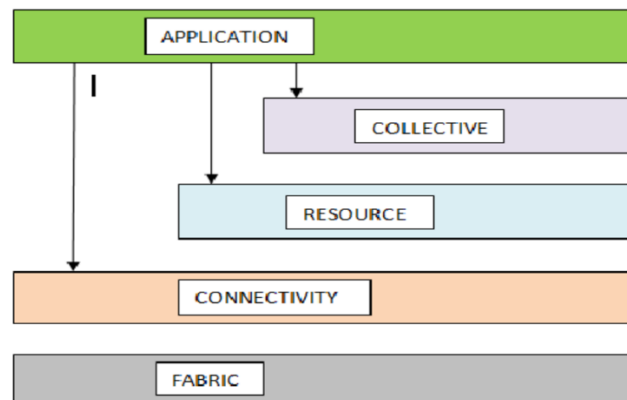 APPLICATION
I
COLLECTIVE
RESOURCE
CONNECTIVITY
FABRIC